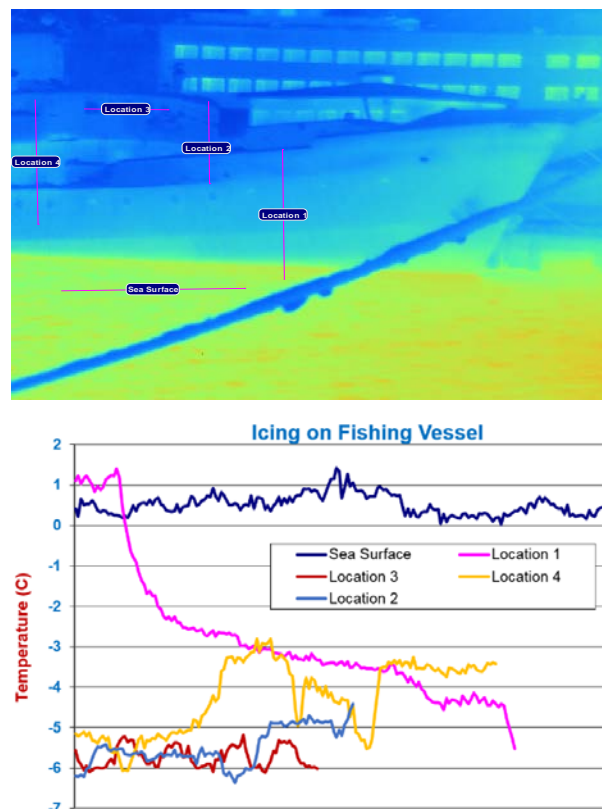 Location 3
Location 2
Location 4
Location 1
Sea Surface
Icing on Fishing Vessel
Temperature (C)
2
1
0
-1
-2
-3
-4
-5
-6
-7
Sea Surface
Location 1
Location 3
Location 4
Location 2